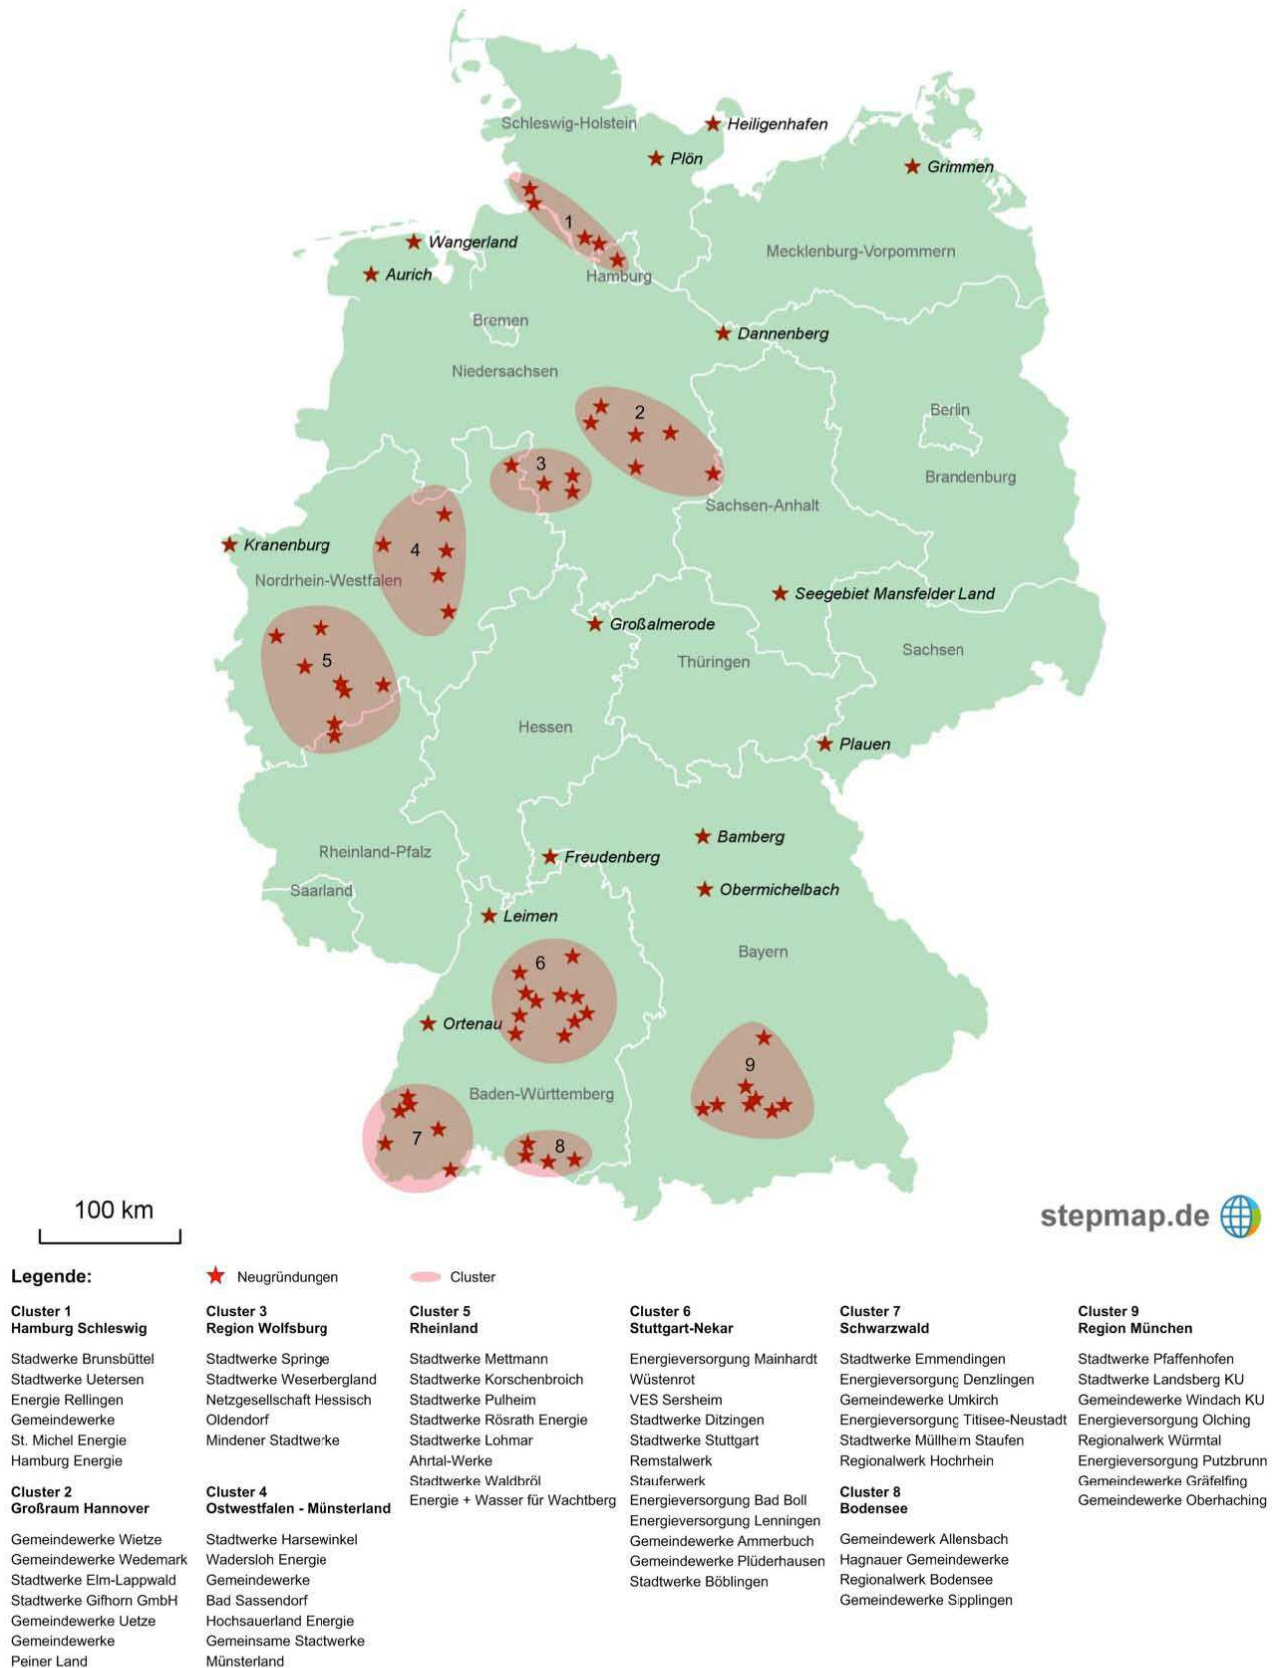 Schleswig-Holstein
Heiligenhafen
Plön
Grimmen
1
Wangerland
Mecklenburg-Vorpommern
Aurich
Hamburg
Bremen
Dannenberg
Niedersachsen
2
Berlin
3
Brandenburg
Sachsen-Anhalt
Kranenburg
4
Nordrhein-Westfalen
Seegebiet Mansfelder Land
Großalmerode
5
Thüringen
Sachsen
Hessen
Plauen
Bamberg
Rheinland-Pfalz
Freudenberg
Saarland
Obermichelbach
Leimen
Bayern
6
Ortenau
9
Baden-Württemberg
7
8
100 km
stepmap.de
Legende:
Neugründungen
Cluster
Cluster 1
Hamburg Schleswig
Stadwerke Brunsbüttel
Stadtwerke Uetersen
Energie Rellingen
Gemeindewerke
St. Michel Energie
Hamburg Energie
Cluster 2
Großraum Hannover
Gemeindewerke Wietze
Gemeindewerke Wedemark
Stadtwerke Elm-Lappwald
Stadtwerke Gifhorn GmbH
Gemeindewerke Uetze
Gemeindewerke
Peiner Land
Cluster 3
Region Wolfsburg
Stadtwerke Springe
Stadtwerke Weserbergland
Netzgesellschaft Hessisch
Oldendorf
Mindener Stadtwerke
Cluster 4
Ostwestfalen - Münsterland
Stadtwerke Harsewinkel
Wadersloh Energie
Gemeindewerke
Bad Sassendorf
Hochsauerland Energie
Gemeinsame Stadtwerke
Münsterland
Cluster 5
Rheinland
Stadtwerke Mettmann
Stadtwerke Korschenbroich
Stadtwerke Pulheim
Stadtwerke Rösrath Energie
Stadtwerke Lohmar
Ahrtal-Werke
Stadtwerke Waldbröl
Energie + Wasser für Wachtberg
Cluster 6
Stuttgart-Nekar
Energieversorgung Mainhardt
Wüstenrot
VES Sersheim
Stadtwerke Ditzingen
Stadtwerke Stuttgart
Remstalwerk
Stauferwerk
Energieversorgung Bad Boll
Energieversorgung Lenningen
Gemeindewerke Ammerbuch
Gemeindewerke Plüderhausen
Stadtwerke Böblingen
Cluster 7
Schwarzwald
Stadtwerke Emmendingen
Energieversorgung Denzlingen
Gemeindewerke Umkirch
Energieversorgung Titisee-Neustadt
Stadtwerke Müllheim Staufen
Regionalwerk Hochrhein
Cluster 8
Bodensee
Gemeindewerk Allensbach
Hagnauer Gemeindewerke
Regionalwerk Bodensee
Gemeindewerke Sipplingen
Cluster 9
Region München
Stadtwerke Pfaffenhofen
Stadtwerke Landsberg KU
Gemeindewerke Windach KU
Energieversorgung Olching
Regionalwerk Würmtal
Energieversorgung Putzbrunn
Gemeindewerke Gräfelfing
Gemeindewerke Oberhaching